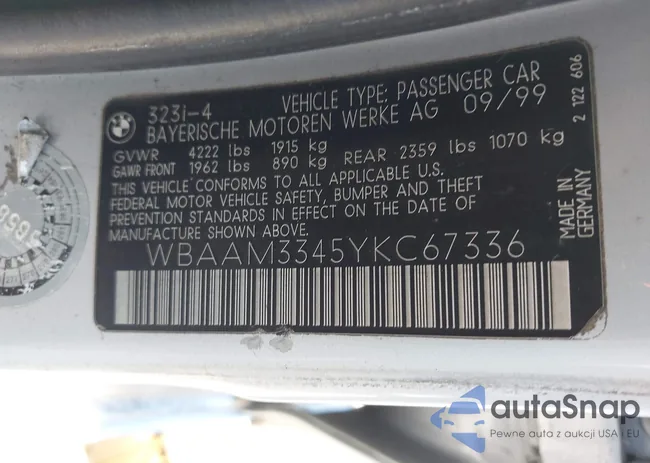 323i-4 VEHICLE TYPE: PASSENGER CAR
BAYERISCHE MOTOREN WERKE AG 09/99
GVWR 4222 lbs 1915 kg
GAWR FRONT 1962 lbs 890 kg REAR 2359 lbs 1070 kg
THIS VEHICLE CONFORMS TO ALL APPLICABLE U.S.
FEDERAL MOTOR VEHICLE SAFETY, BUMPER AND THEFT
PREVENTION STANDARDS IN EFFECT ON THE DATE OF
MANUFACTURE SHOWN ABOVE.
WBAAM3345YKC67336
2 122 606
MADE IN
GERMANY
autaSnap
Pewne auta z aukcji USA i EU